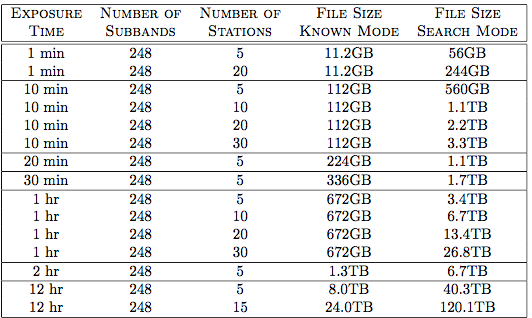 EXPOSURE NUMBER OF NUMBER OF FILE SIZE FILE SIZE
TIME SUBBANDS STATIONS KNOWN MODE SEARCH MODE
1 min 248 5 11.2GB 56GB
1 min 248 20 11.2GB 244GB
10 min 248 5 112GB 560GB
10 min 248 10 112GB 1.1TB
10 min 248 20 112GB 2.2TB
10 min 248 30 112GB 3.3TB
20 min 248 5 224GB 1.1TB
30 min 248 5 336GB 1.7TB
1 hr 248 5 672GB 3.4TB
1 hr 248 10 672GB 6.7TB
1 hr 248 20 672GB 13.4TB
1 hr 248 30 672GB 26.8TB
2 hr 248 5 1.3TB 6.7TB
12 hr 248 5 8.0TB 40.3TB
12 hr 248 15 24.0TB 120.1TB